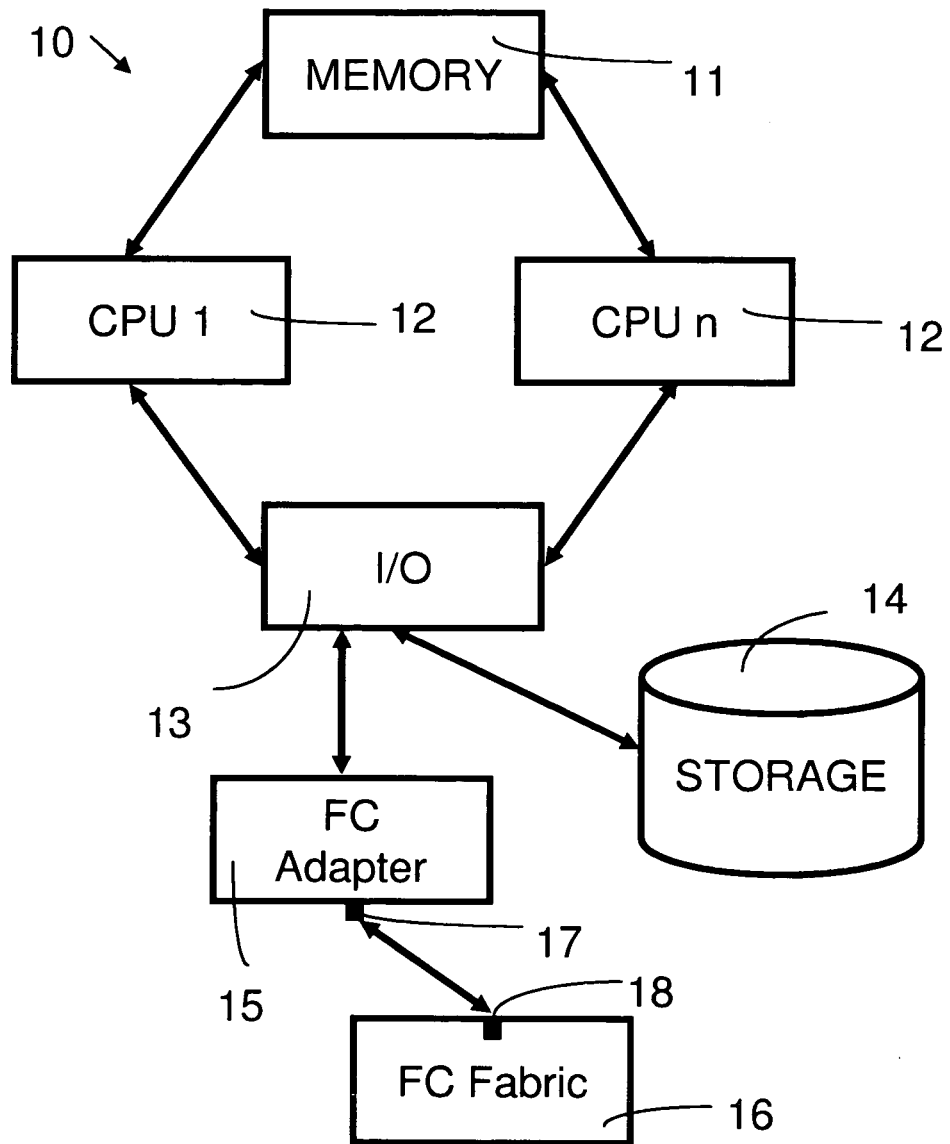 10
MEMORY
11
CPU 1
12
CPU n
12
I/O
14
13
STORAGE
FC
Adapter
17
15
18
FC Fabric
16